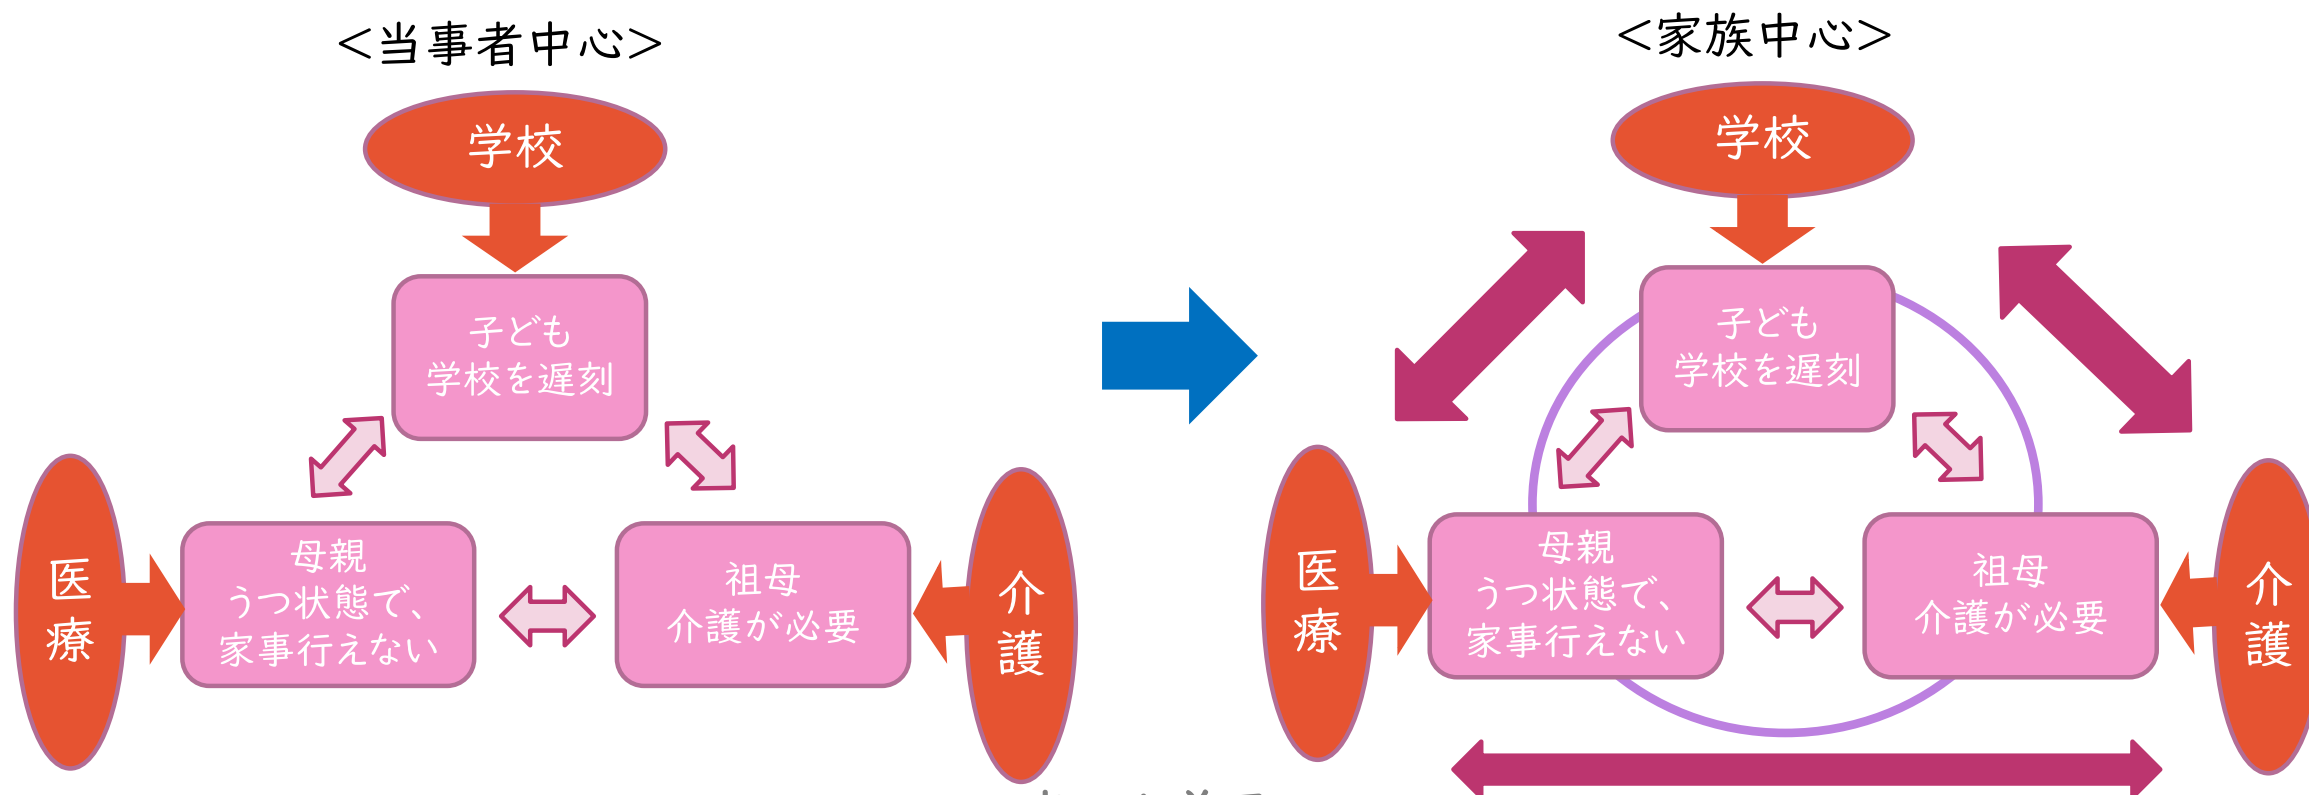 <当事者中心>
学校
子ども
学校を遅刻
医
療
母親
うつ状態で、
家事行えない
祖母
介護が必要
介
護
<家族中心>
学校
子ども
学校を遅刻
医
療
母親
うつ状態で、
家事行えない
祖母
介護が必要
介
護